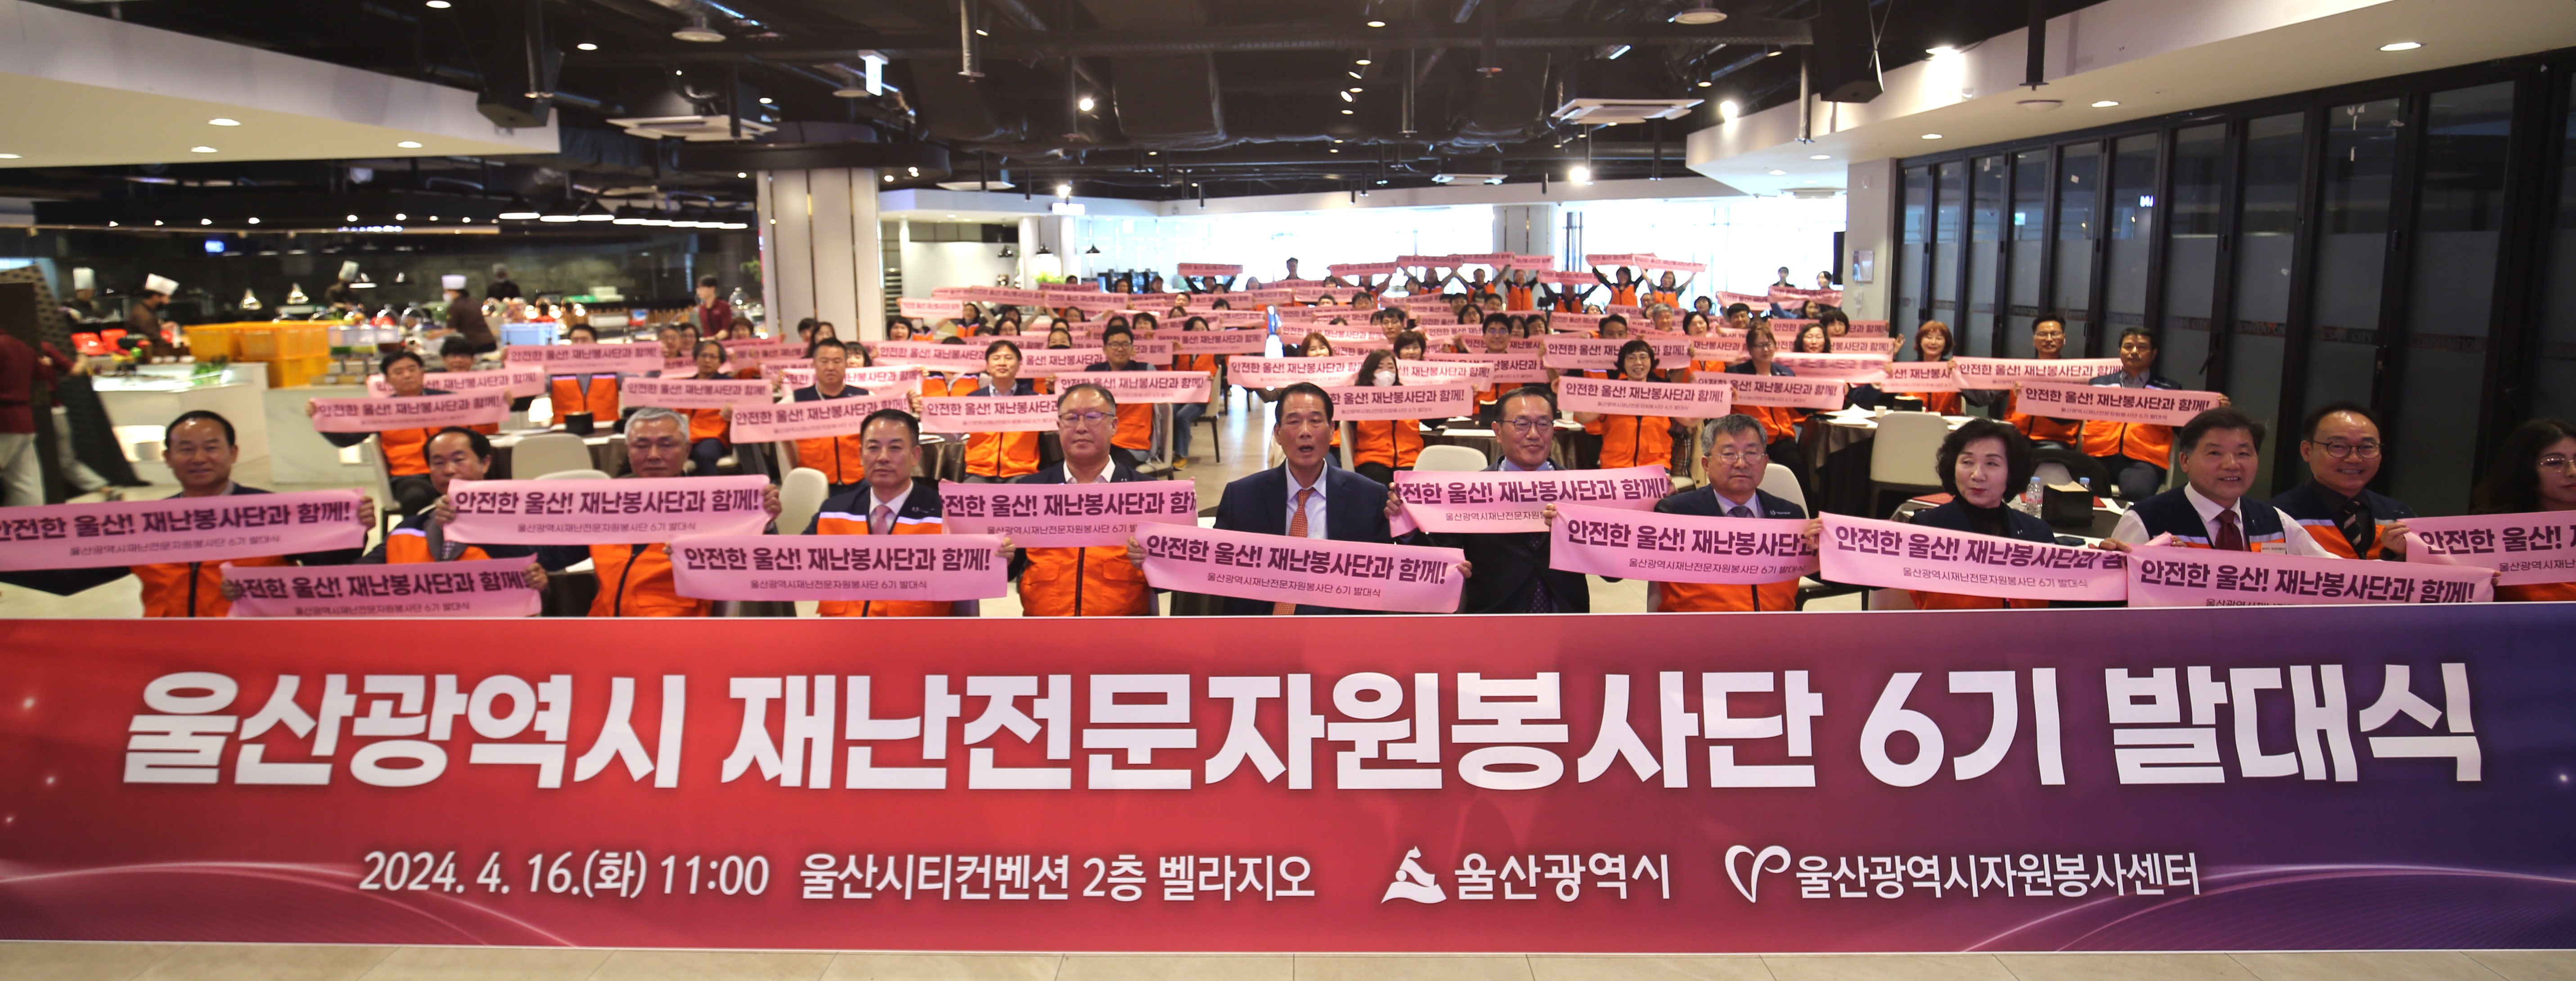 안전한 울산! 재난봉사단과 함께!
울산광역시재난전문자원봉사단 6기 발대식
울산광역시 재난전문자원봉사단 6기 발대식
2024. 4. 16.(화) 11:00 울산시티컨벤션 2층 벨라지오 울산광역시 울산광역시자원봉사센터